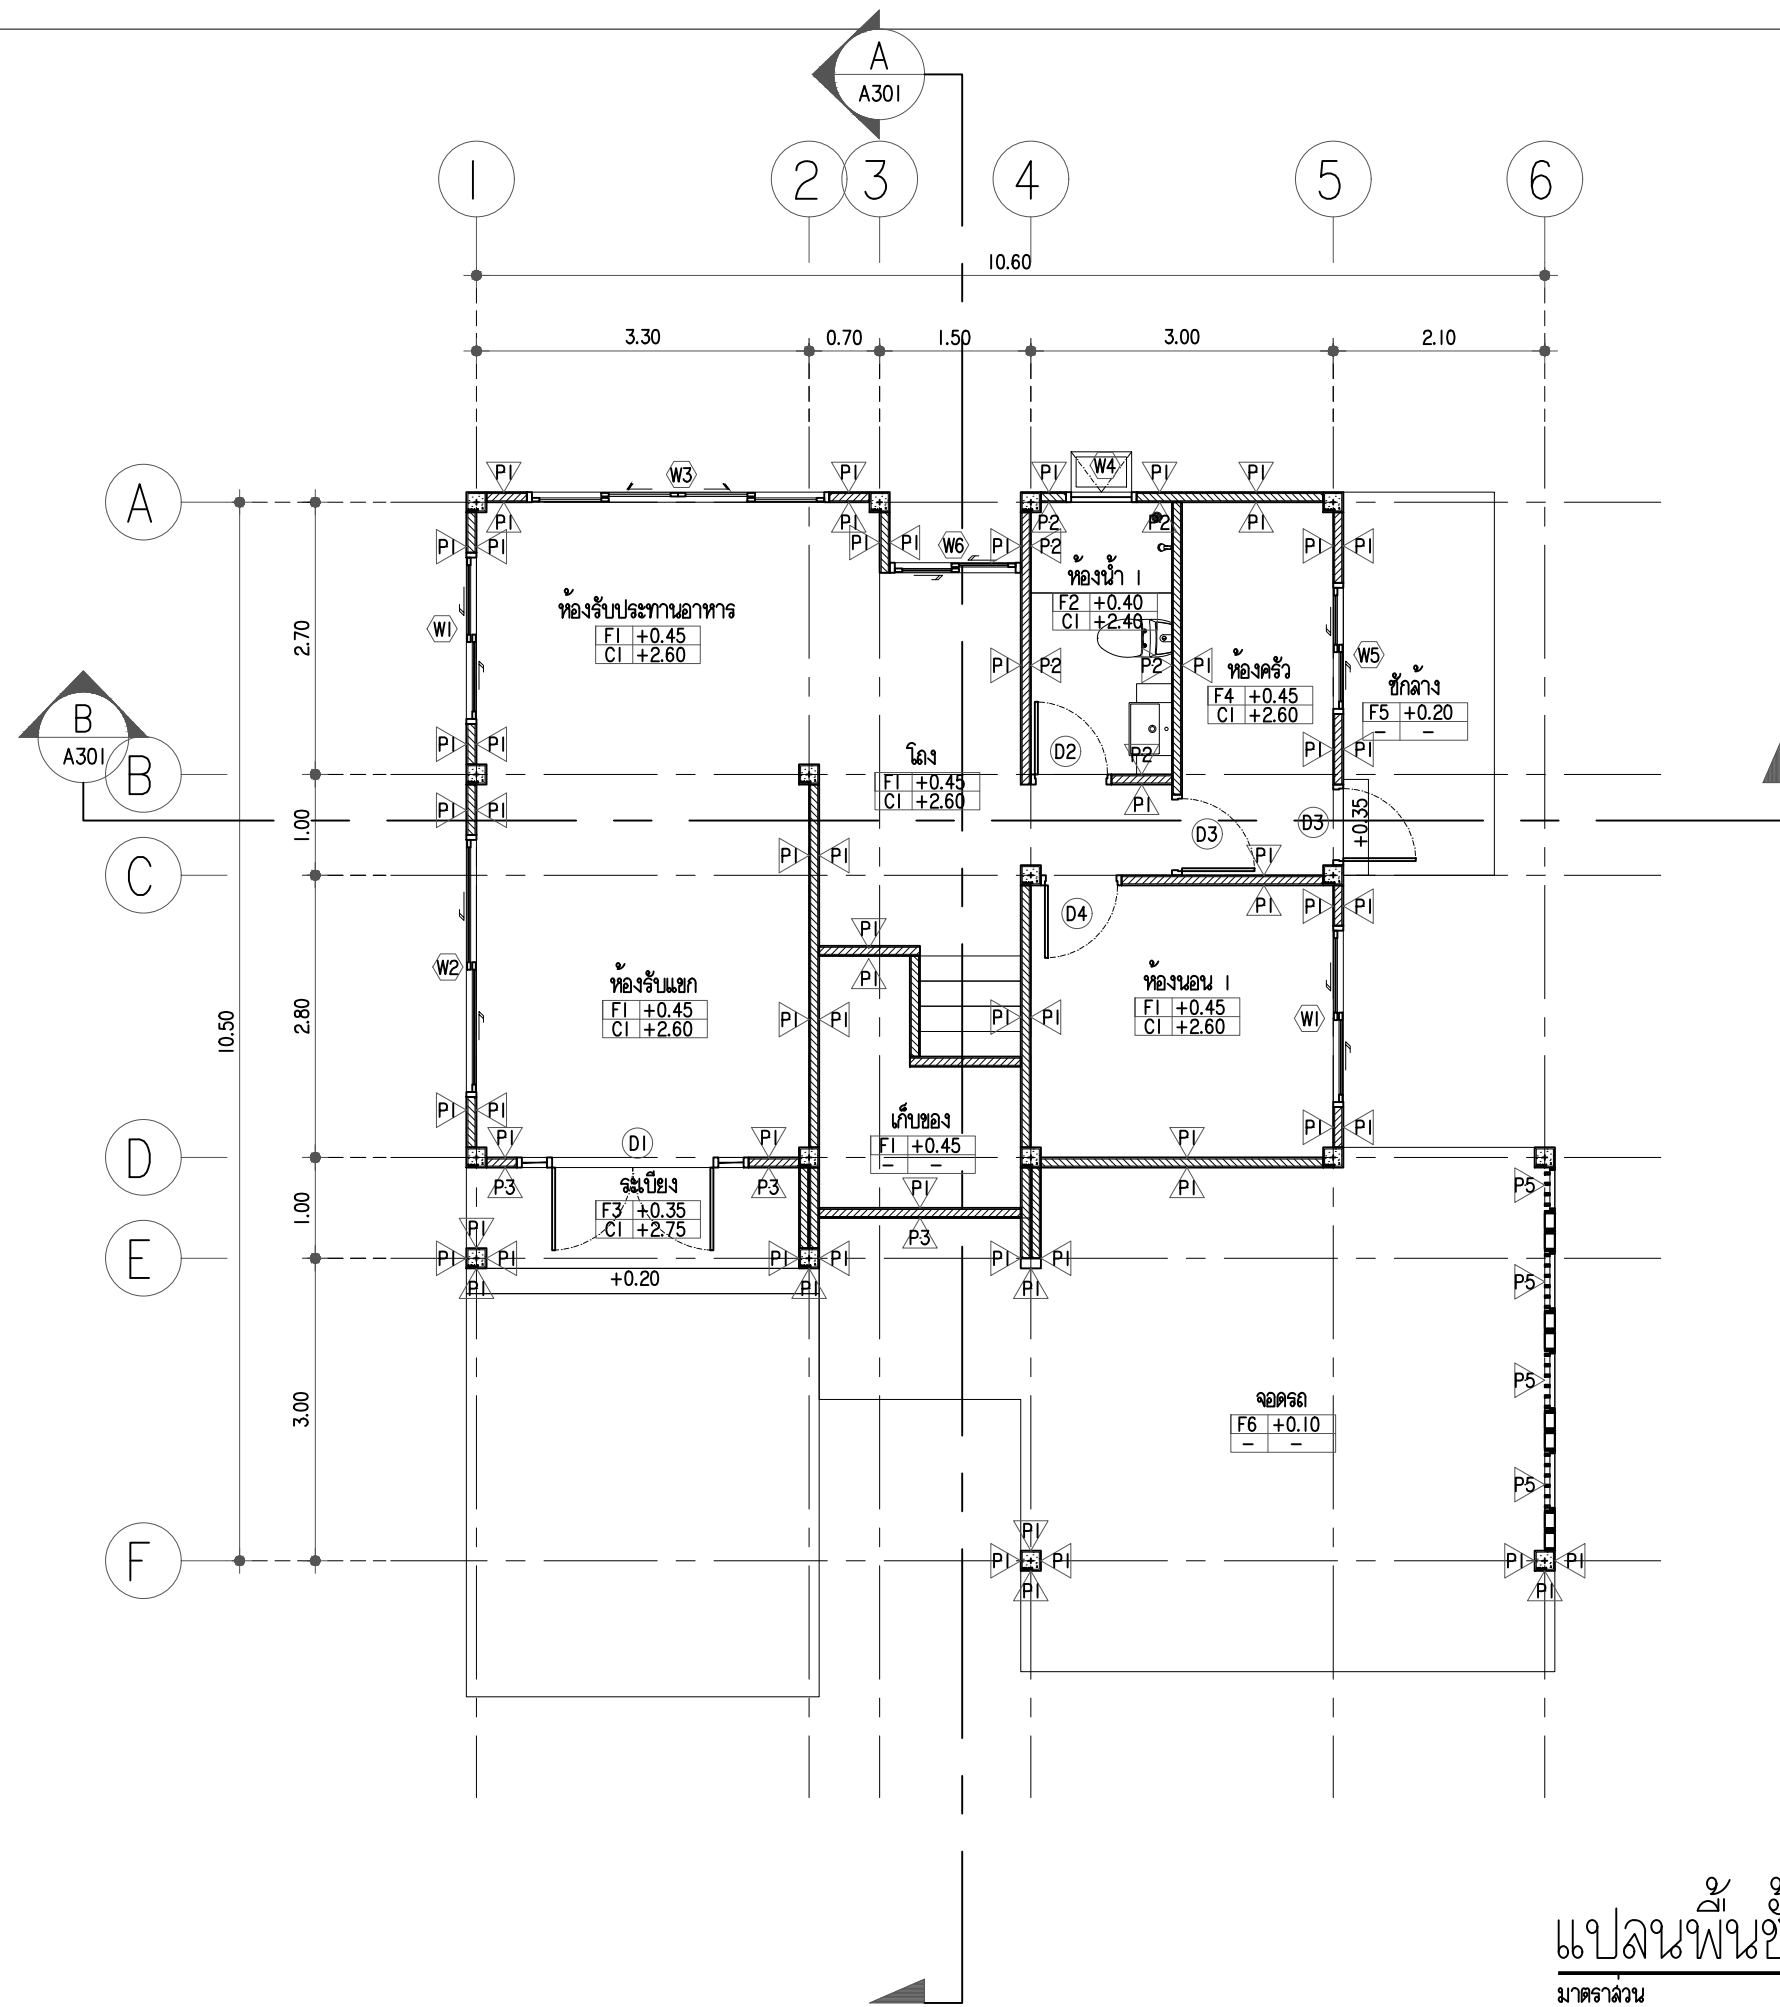 A
A301
1 2 3 4 5 6
10.60
3.30 0.70 1.50 3.00 2.10
A
P1 W3 P1 P1 W4 P1 P1
P1 P1 P2 P2 P1
P1 P1 P1 P1 W6 P1 P2 P1 P1
ห้องน้ำ 1
F2 +0.40
C1 +2.40
ห้องรับประทานอาหาร
F1 +0.45
C1 +2.60
W1
2.70
P1 P2 P2 P1
ห้องครัว
F4 +0.45
C1 +2.60
W5
ซักล้าง
F5 +0.20
- -
B
A301
B
P1 P1
โถง
F1 +0.45
C1 +2.60
D2
P2
P1
P1 P1
P1 P1
1.00
D3
D3
+0.35
P1 P1
C
P1
P1
P1 P1
D4
P1
P1
W2
ห้องรับแขก
F1 +0.45
C1 +2.60
ห้องนอน 1
F1 +0.45
C1 +2.60
W1
P1 P1 P1 P1
2.80
10.50
P1 P1
เก็บของ
F1 +0.45
- -
P1 P1
D
P1 D1 P1 P1
P3 P3 P1
ระเบียง
F3 +0.35
C1 +2.75
P5
P1
P3
1.00
E
P1
P1 P1 P1 P1 P1 P1
P1 P1 P1
+0.20
P5
3.00
จอดรถ
F6 +0.10
- -
P5
P5
F
P1
P1 P1 P1 P1
P1 P1
แปลนพื้น
มาตราส่วน